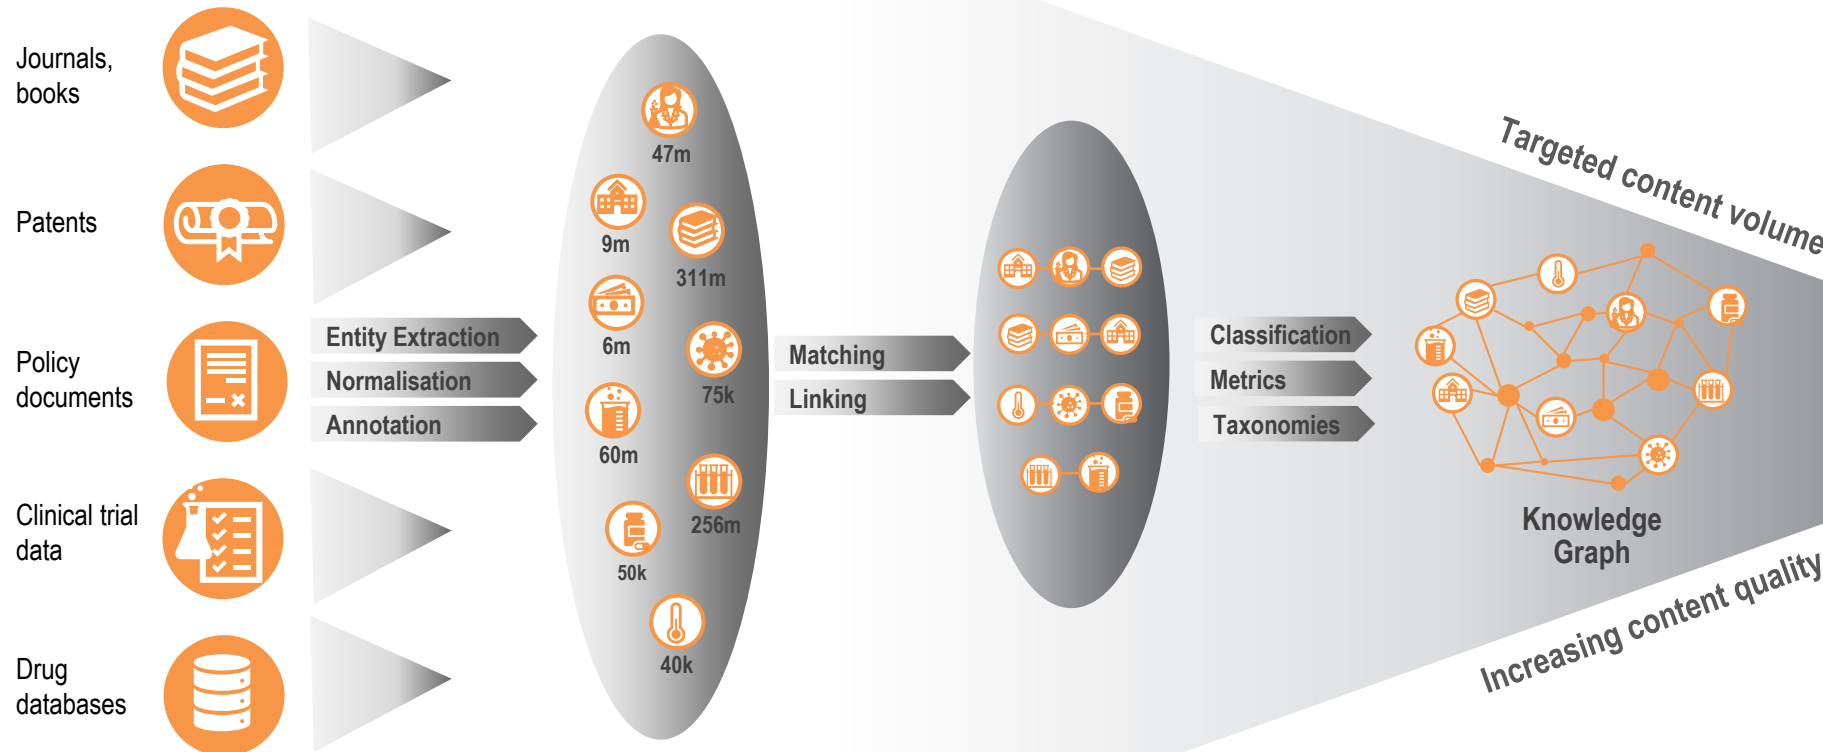 Journals,
books
Patents
Policy
documents
Clinical trial
data
Drug
databases
Entity Extraction
Normalisation
Annotation
47m
9m
311m
6m
75k
60m
256m
50k
40k
Matching
Linking
Classification
Metrics
Taxonomies
Targeted content volume
Knowledge
Graph
Increasing content quality